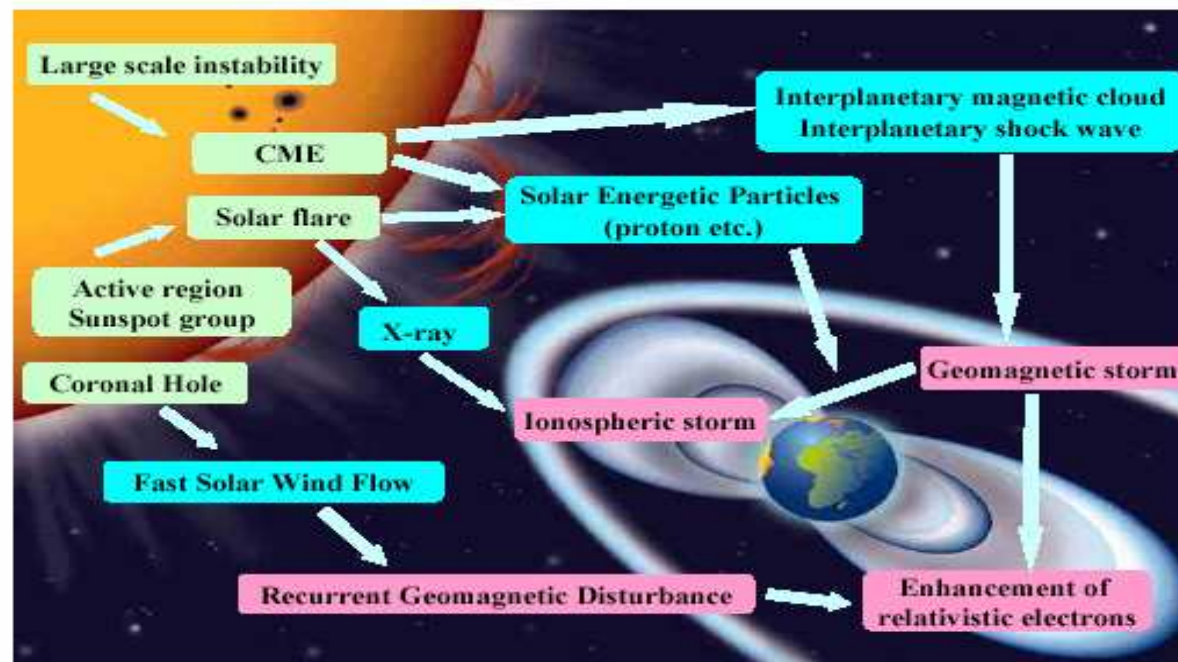 Large scale instability
CME
Solar flare
Active region
Sunspot group
Coronal Hole
Interplanetary magnetic cloud
Interplanetary shock wave
Solar Energetic Particles
(proton etc.)
X-ray
Geomagnetic storm
Ionospheric storm
Fast Solar Wind Flow
Recurrent Geomagnetic Disturbance
Enhancement of
relativistic electrons